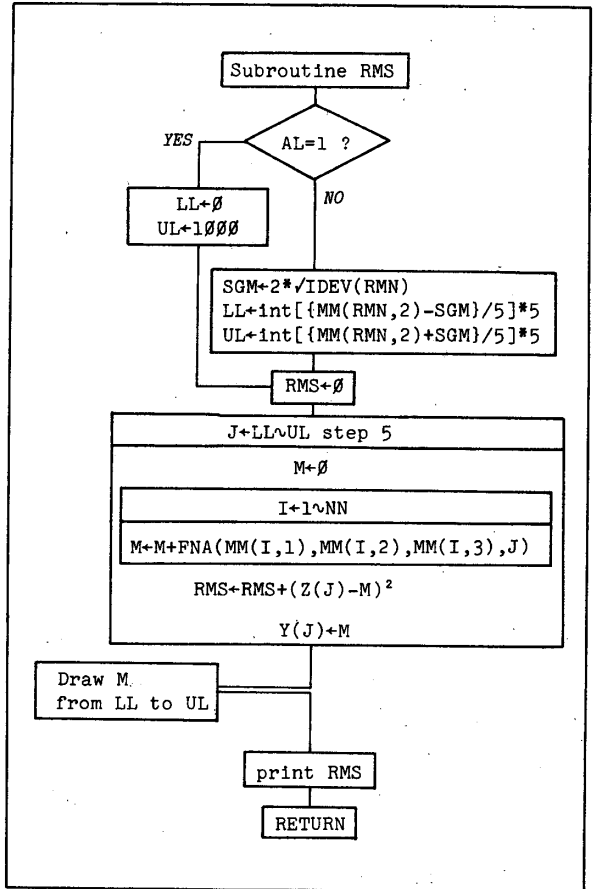 Subroutine RMS
AL=1 ?
YES
NO
LL←Ø
UL←1ØØØ
SGM←2*√IDEV(RMN)
LL←int[{MM(RMN,2)-SGM}/5]*5
UL←int[{MM(RMN,2)+SGM}/5]*5
RMS←Ø
J←LL∿UL step 5
M←Ø
I←1∿NN
M←M+FNA(MM(I,1),MM(I,2),MM(I,3),J)
RMS←RMS+(Z(J)-M)²
Y(J)←M
Draw M
from LL to UL
print RMS
RETURN